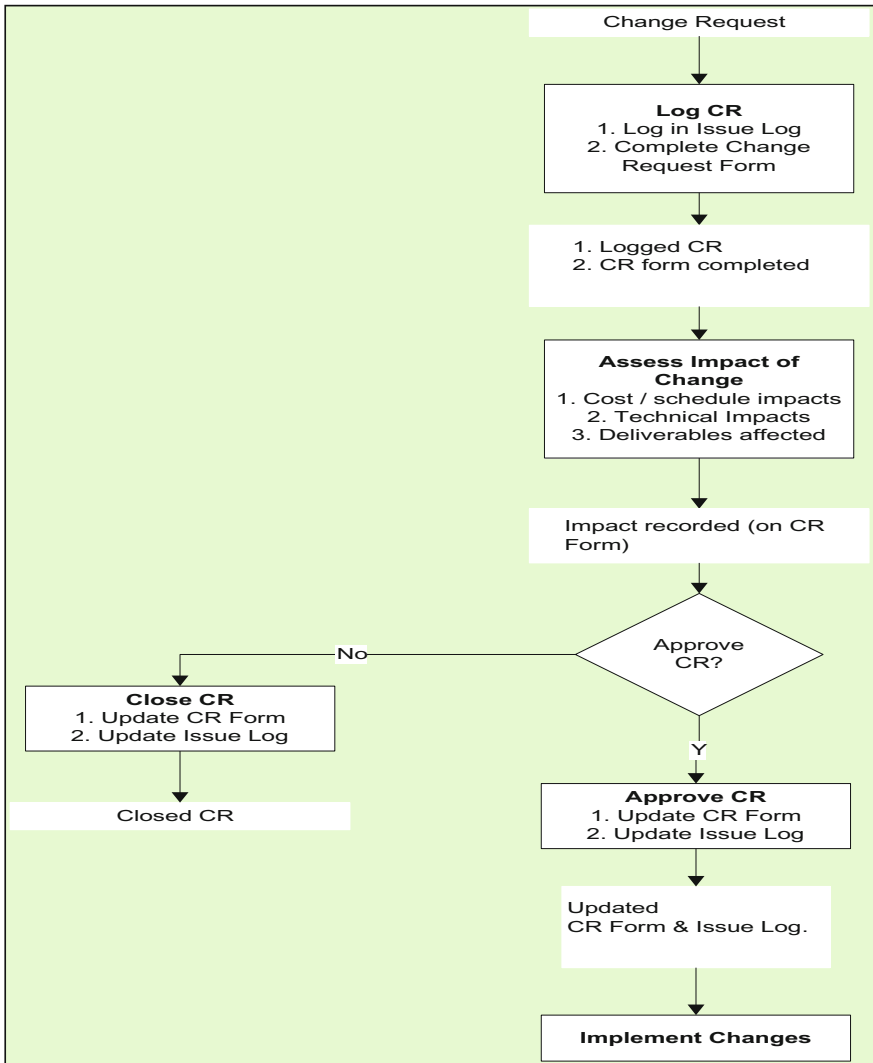 Change Request
Log CR
1. Log in Issue Log
2. Complete Change
Request Form
1. Logged CR
2. CR form completed
Assess Impact of
Change
1. Cost / schedule impacts
2. Technical Impacts
3. Deliverables affected
Impact recorded (on CR
Form)
Approve
CR?
No
Close CR
1. Update CR Form
2. Update Issue Log
Closed CR
Y
Approve CR
1. Update CR Form
2. Update Issue Log
Updated
CR Form & Issue Log.
Implement Changes